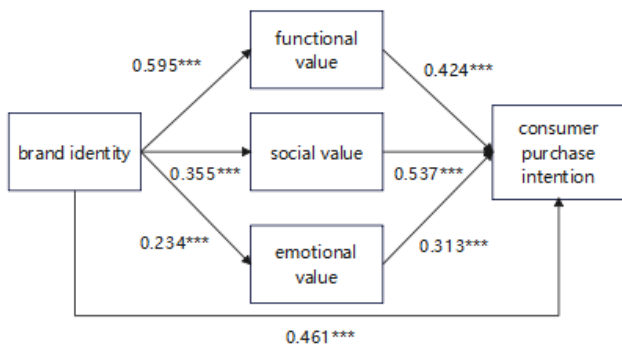 functional
value
0.595***
0.424***
brand identity
social value
consumer
purchase
intention
0.355***
0.537***
0.234***
emotional
value
0.313***
0.461***